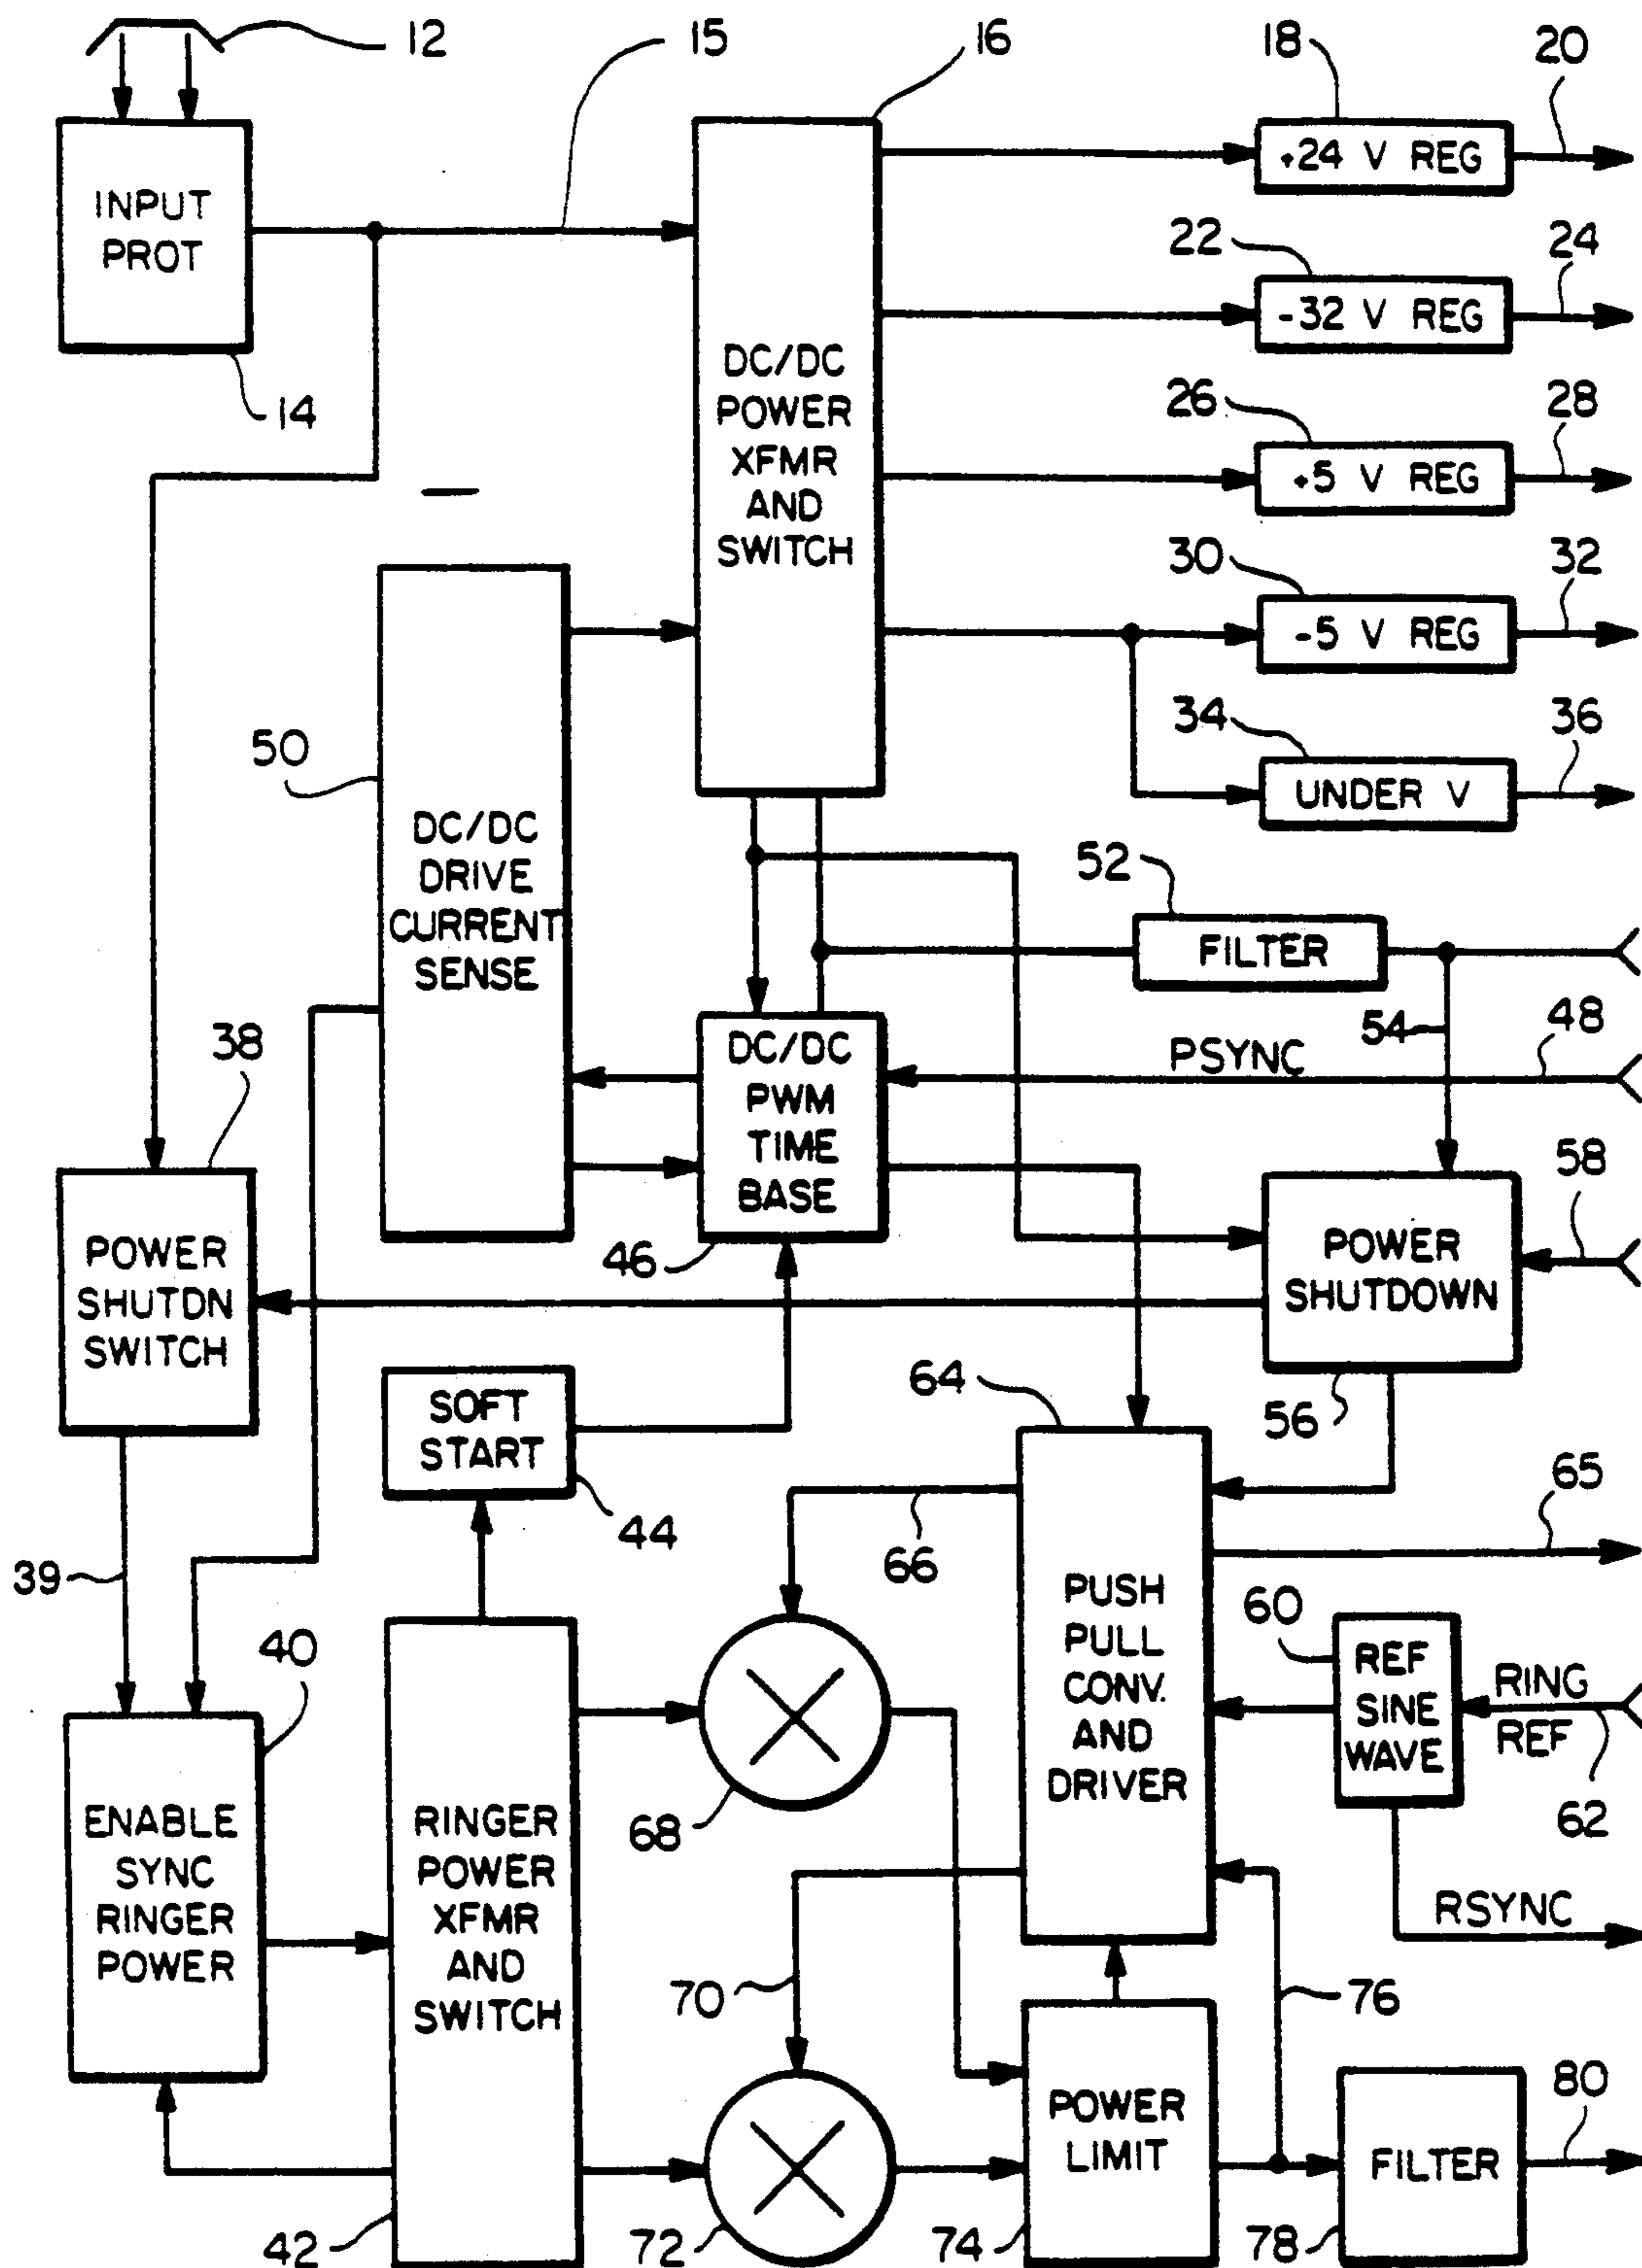 12
15
16
18
20
INPUT
PROT
14
+24 V REG
22
24
-32 V REG
26
28
+5 V REG
30
32
-5 V REG
34
36
UNDER V
DC/DC
POWER
XFMR
AND
SWITCH
50
DC/DC
DRIVE
CURRENT
SENSE
52
FILTER
54
48
PSYNC
DC/DC
PWM
TIME
BASE
46
38
POWER
SHUTDN
SWITCH
58
POWER
SHUTDOWN
56
SOFT
START
44
64
66
65
39
40
ENABLE
SYNC
RINGER
POWER
RINGER
POWER
XFMR
AND
SWITCH
42
68
PUSH
PULL
CONV.
AND
DRIVER
60
REF
SINE
WAVE
RING
REF
62
RSYNC
70
72
76
POWER
LIMIT
74
FILTER
78
80